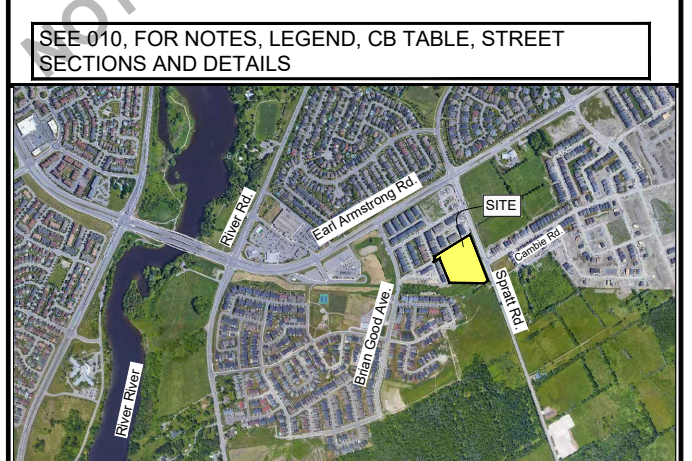 NOT
SEE 010, FOR NOTES, LEGEND, CB TABLE, STREET
SECTIONS AND DETAILS
River Rd.
Earl Armstrong Rd.
SITE
Cambie Rd.
Spratt Rd.
Brian Good Ave.
River River